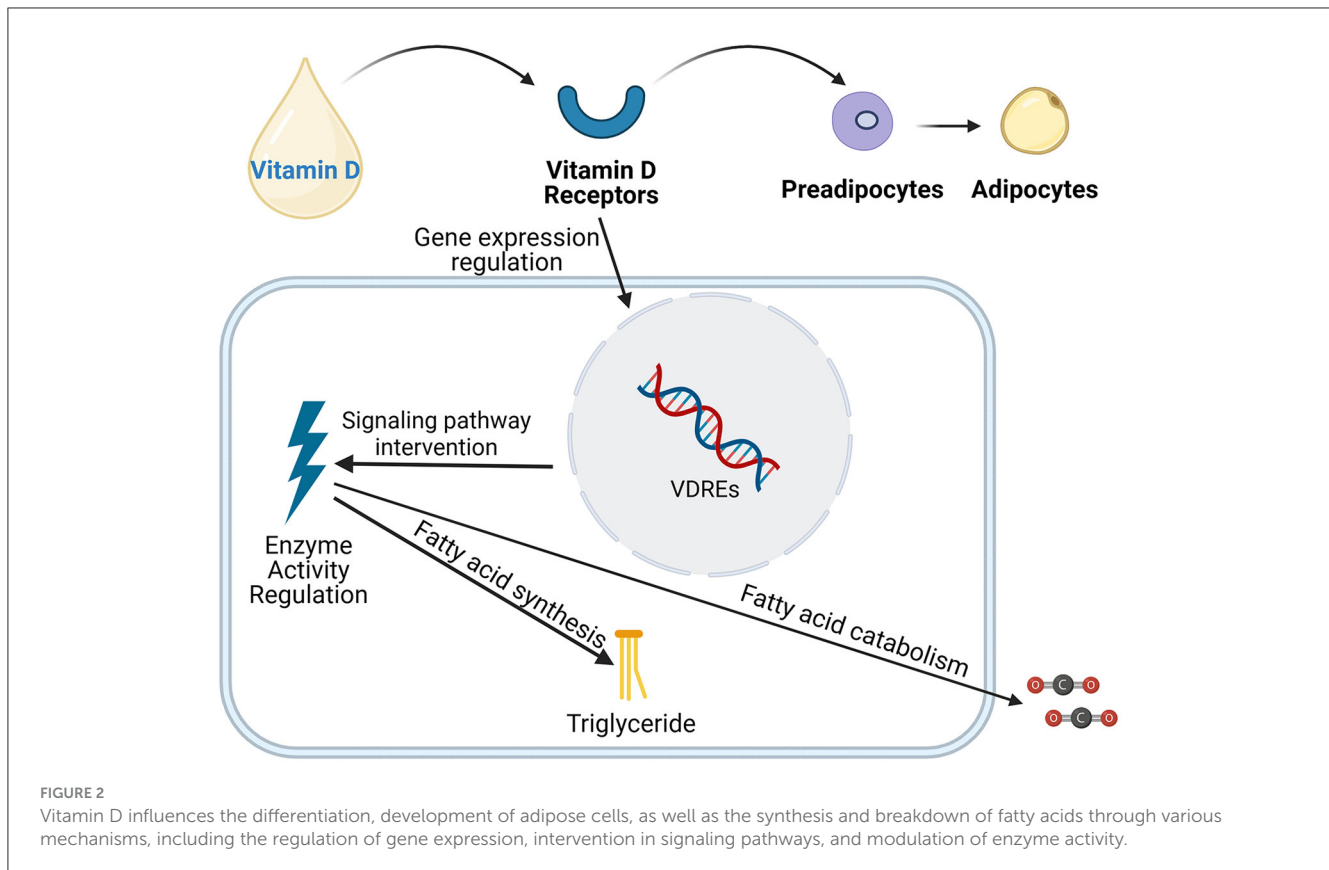 Vitamin D
Vitamin D
Receptors
Preadipocytes
Adipocytes
Gene expression
regulation
VDREs
Signaling pathway
intervention
Enzyme
Activity
Regulation
Fatty acid synthesis
Fatty acid catabolism
Triglyceride
O C O
O C O
FIGURE 2
Vitamin D influences the differentiation, development of adipose cells, as well as the synthesis and breakdown of fatty acids through various
mechanisms, including the regulation of gene expression, intervention in signaling pathways, and modulation of enzyme activity.